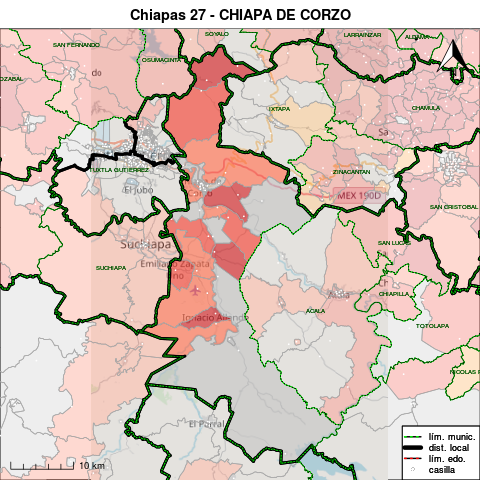 Chiapas 27 - CHIAPA DE CORZO
SOYALO
LARRAINZAR
ALDAMA
SAN FERNANDO
OSUMACINTA
OZABAL
do
IXTAPA
CHAMULA
Sa
TUXTLA GUTIERREZ
El Jobo
ZINACANTAN
MEX 190D
SAN CRISTOBAL
Suchiapa
SAN LUCAS
Emiliano Zapata
SUCHIAPA
CHIAPILLA
Acala
ACALA
Ignacio Allende
TOTOLAPA
NICOLAS R
El Parral
lím. munic.
dist. local
lím. edo.
casilla
10 km